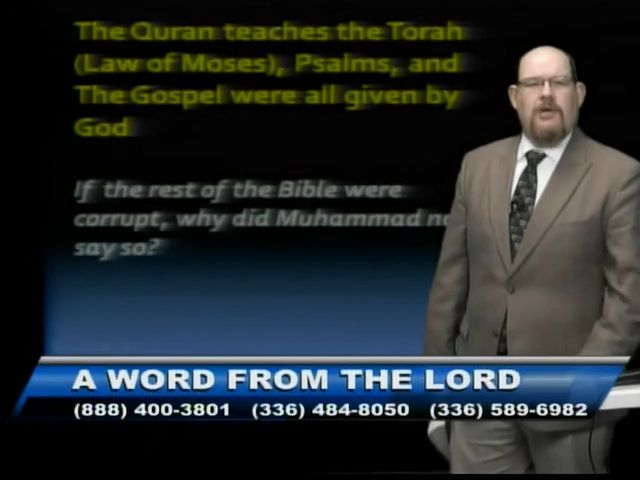 The Quran teaches the Torah
(Law of Moses), Psalms, and
The Gospel were all given by
God
If the rest of the Bible were
corrupt, why did Muhammad
say so?
A WORD FROM THE LORD
(888) 400-3801 (336) 484-8050 (336) 589-6982